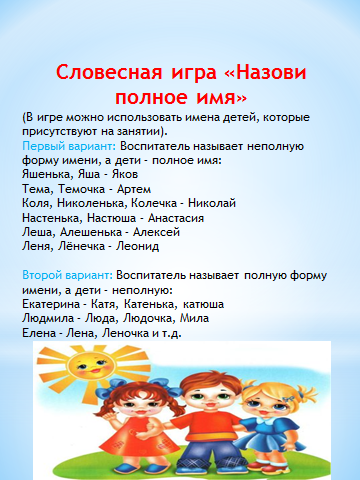 Словесная игра «Назови
полное имя»
(В игре можно использовать имена детей, которые
присутствуют на занятии).
Первый вариант: Воспитатель называет неполную
форму имени, а дети - полное имя:
Яшенька, Яша - Яков
Тема, Темочка - Артем
Коля, Николенька, Колечка - Николай
Настенька, Настюша - Анастасия
Леша, Алешенька - Алексей
Леня, Лёнечка - Леонид
Второй вариант: Воспитатель называет полную форму
имени, а дети - неполную:
Екатерина - Катя, Катенька, катюша
Людмила - Люда, Людочка, Мила
Елена - Лена, Леночка и т.д.